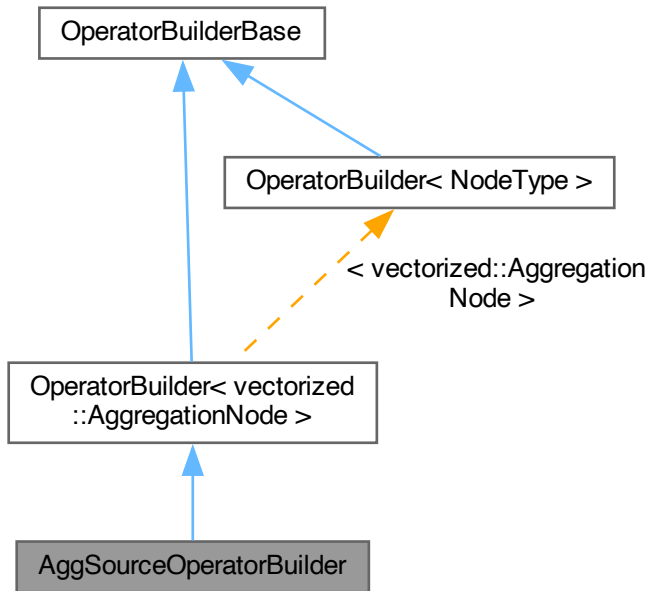 OperatorBuilderBase
OperatorBuilder< NodeType >
< vectorized::Aggregation
Node >
OperatorBuilder< vectorized
::AggregationNode >
AggSourceOperatorBuilder